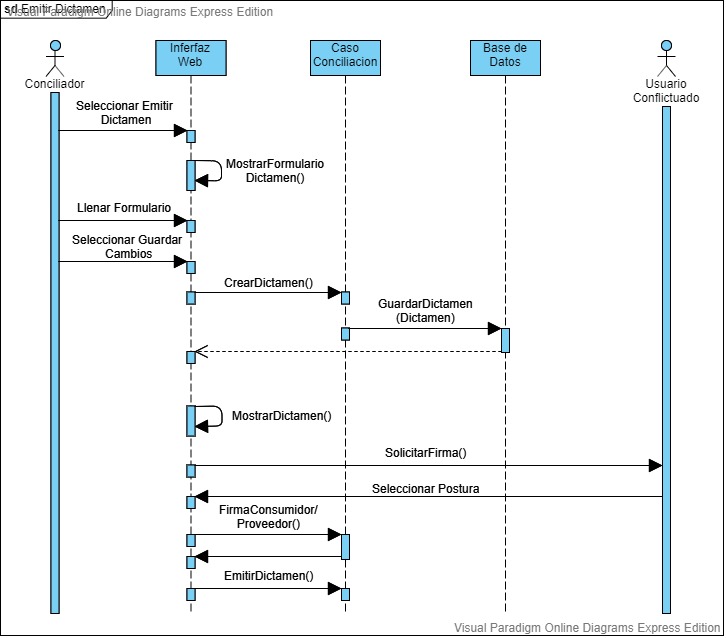 sd Emitir Dictamen
Visual Paradigm Online Diagrams Express Edition
Conciliador
Inferfaz
Web
Caso
Conciliacion
Base de
Datos
Usuario
Conflictuado
Seleccionar Emitir
Dictamen
MostrarFormulario
Dictamen()
Llenar Formulario
Seleccionar Guardar
Cambios
CrearDictamen()
GuardarDictamen
(Dictamen)
MostrarDictamen()
SolicitarFirma()
Seleccionar Postura
FirmaConsumidor/
Proveedor()
EmitirDictamen()
Visual Paradigm Online Diagrams Express Edition